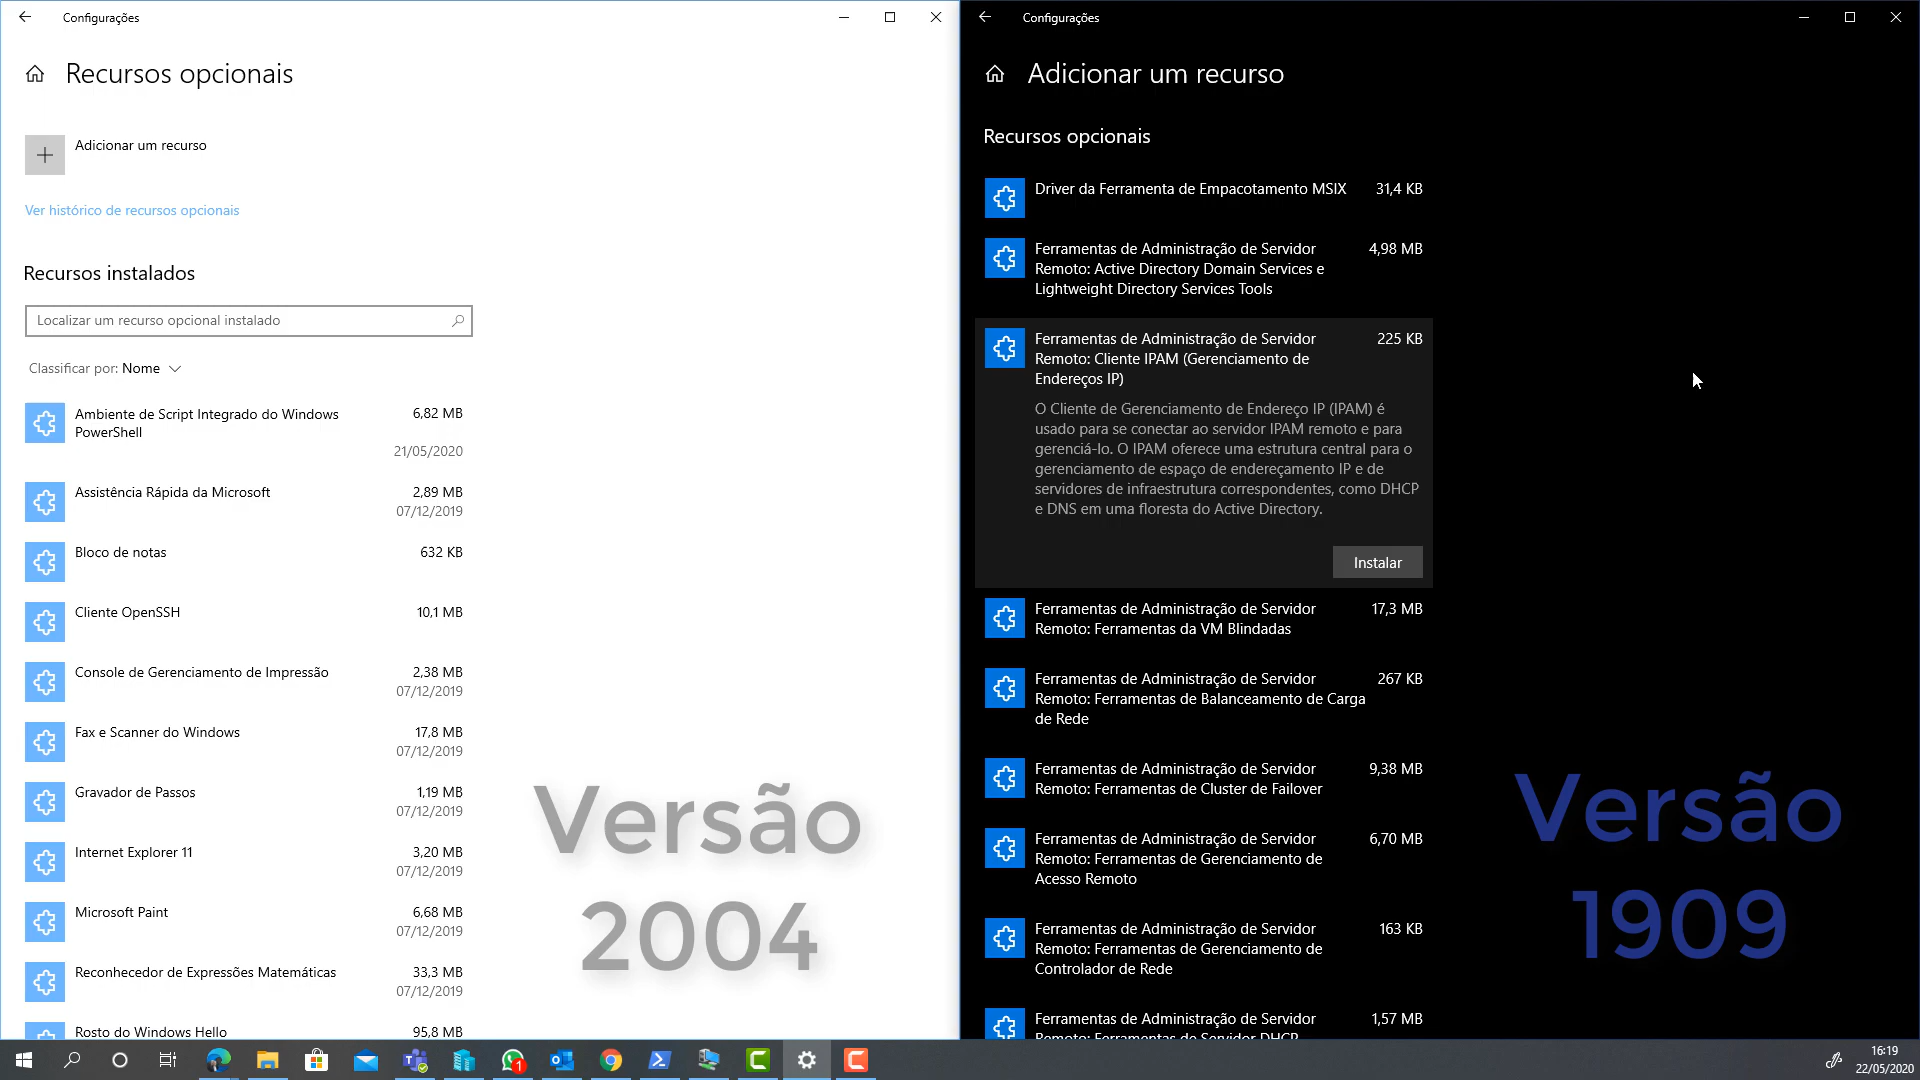 Configurações
Recursos opcionais
Adicionar um recurso
Ver histórico de recursos opcionais
Recursos instalados
Localizar um recurso opcional instalado
Classificar por: Nome
Ambiente de Script Integrado do Windows
PowerShell
6,82 MB
21/05/2020
Assistência Rápida da Microsoft
2,89 MB
07/12/2019
Bloco de notas
632 KB
Cliente OpenSSH
10,1 MB
Console de Gerenciamento de Impressão
2,38 MB
07/12/2019
Fax e Scanner do Windows
17,8 MB
07/12/2019
Gravador de Passos
1,19 MB
07/12/2019
Internet Explorer 11
3,20 MB
07/12/2019
Microsoft Paint
6,68 MB
07/12/2019
Reconhecedor de Expressões Matemáticas
33,3 MB
07/12/2019
Rosto do Windows Hello
95,8 MB
Versão
2004
Configurações
Adicionar um recurso
Recursos opcionais
Driver da Ferramenta de Empacotamento MSIX
31,4 KB
Ferramentas de Administração de Servidor
Remoto: Active Directory Domain Services e
Lightweight Directory Services Tools
4,98 MB
Ferramentas de Administração de Servidor
Remoto: Cliente IPAM (Gerenciamento de
Endereços IP)
225 KB
O Cliente de Gerenciamento de Endereço IP (IPAM) é
usado para se conectar ao servidor IPAM remoto e para
gerenciá-lo. O IPAM oferece uma estrutura central para o
gerenciamento de espaço de endereçamento IP e de
servidores de infraestrutura correspondentes, como DHCP
e DNS em uma floresta do Active Directory.
Instalar
Ferramentas de Administração de Servidor
Remoto: Ferramentas da VM Blindadas
17,3 MB
Ferramentas de Administração de Servidor
Remoto: Ferramentas de Balanceamento de Carga
de Rede
267 KB
Ferramentas de Administração de Servidor
Remoto: Ferramentas de Cluster de Failover
9,38 MB
Ferramentas de Administração de Servidor
Remoto: Ferramentas de Gerenciamento de
Acesso Remoto
6,70 MB
Ferramentas de Administração de Servidor
Remoto: Ferramentas de Gerenciamento de
Controlador de Rede
163 KB
Ferramentas de Administração de Servidor
Remoto: Ferramentas de Servidor DHCP
1,57 MB
Versão
1909
1
16:19
22/05/2020